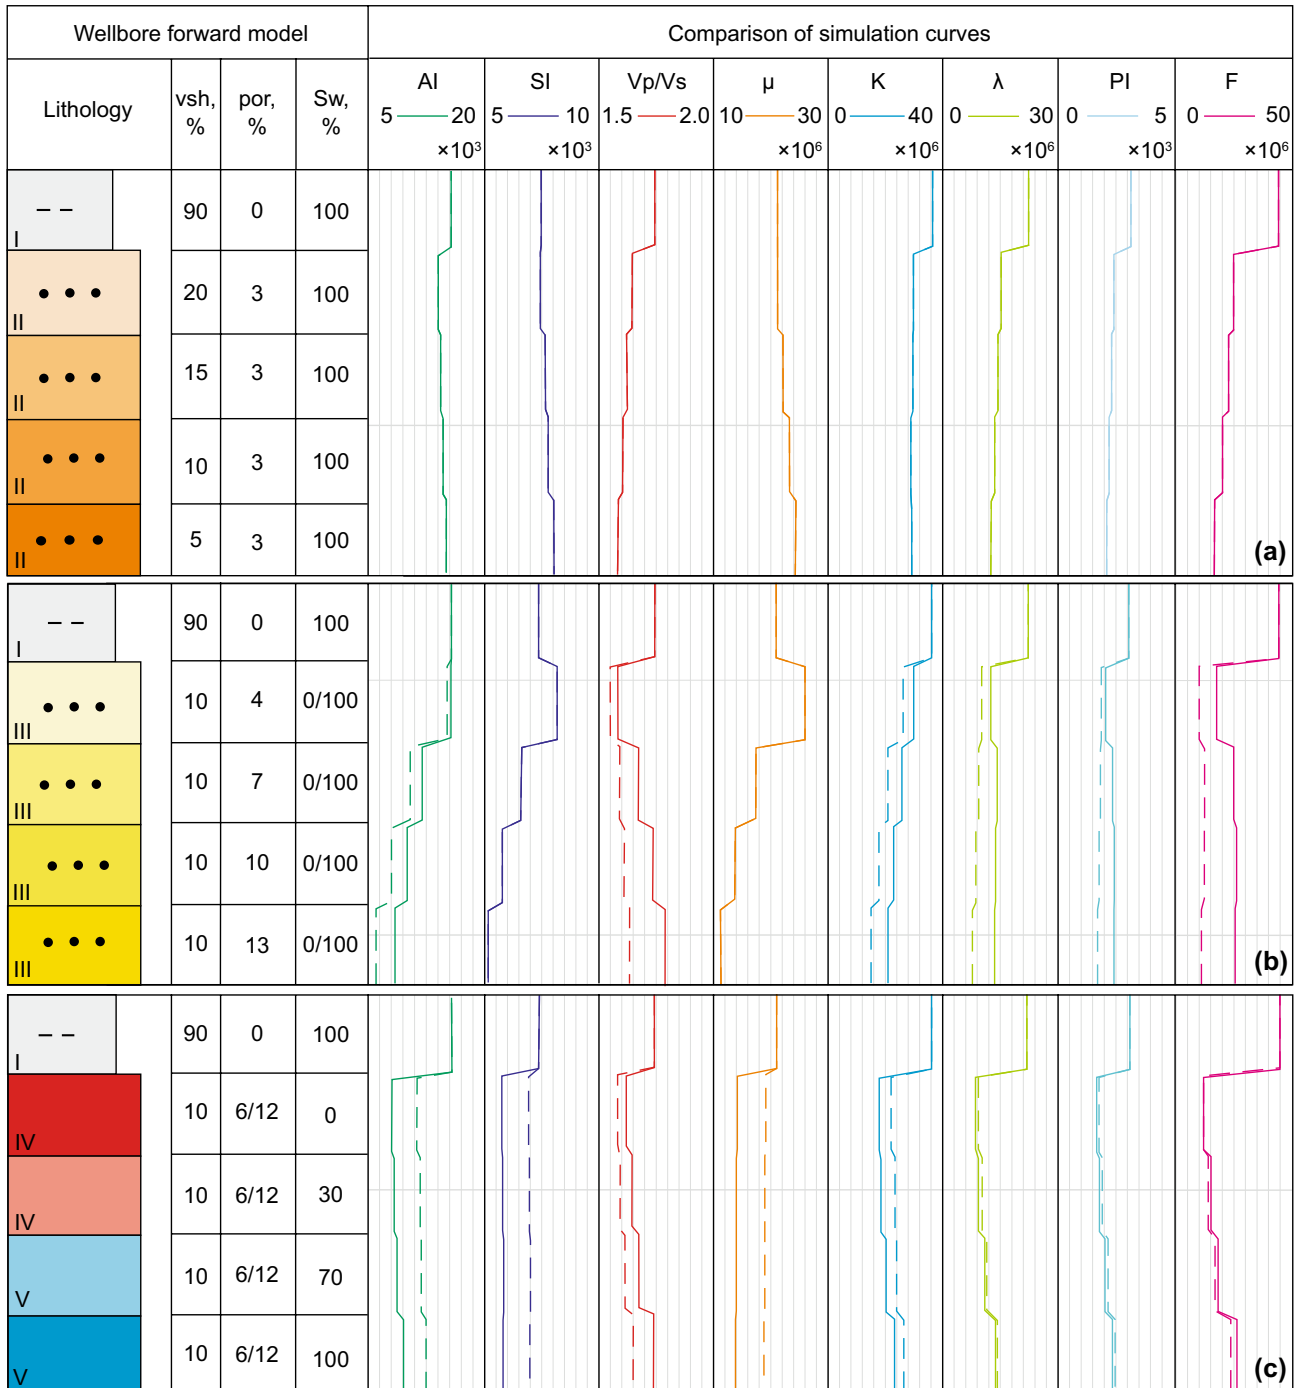 Wellbore forward model
Comparison of simulation curves
Lithology
vsh, %
por, %
Sw, %
AI
5 20
×10³
SI
5 10
×10³
Vp/Vs
1.5 2.0
μ
10 30
×10⁶
K
0 40
×10⁶
λ
0 30
×10⁶
PI
0 5
×10³
F
0 50
×10⁶
I 90 0 100
II 20 3 100
II 15 3 100
II 10 3 100
II 5 3 100
(a)
I 90 0 100
III 10 4 0/100
III 10 7 0/100
III 10 10 0/100
III 10 13 0/100
(b)
I 90 0 100
IV 10 6/12 0
IV 10 6/12 30
V 10 6/12 70
V 10 6/12 100
(c)